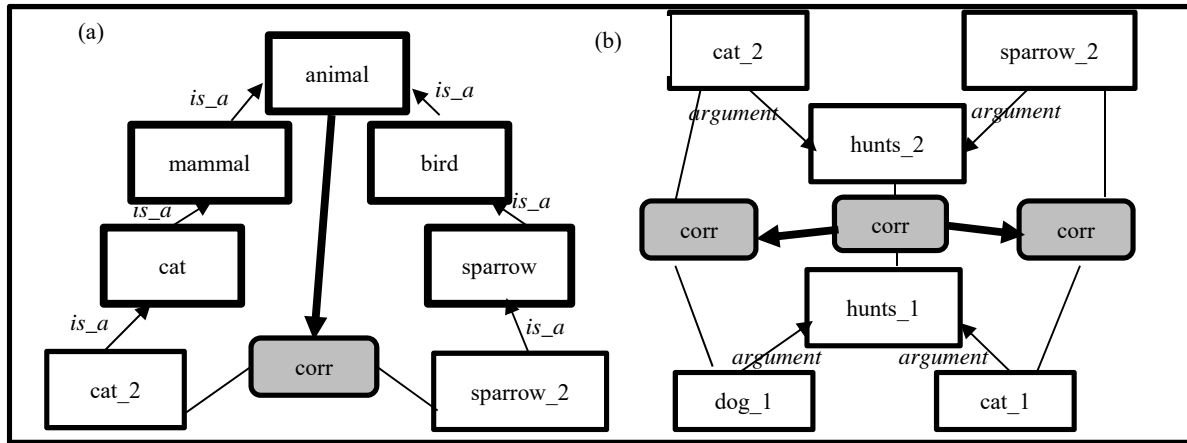 (a)
animal
is_a
is_a
mammal
bird
is_a
is_a
cat
sparrow
is_a
is_a
cat_2
corr
sparrow_2
(b)
cat_2
sparrow_2
argument
argument
hunts_2
corr
corr
corr
hunts_1
argument
argument
dog_1
cat_1